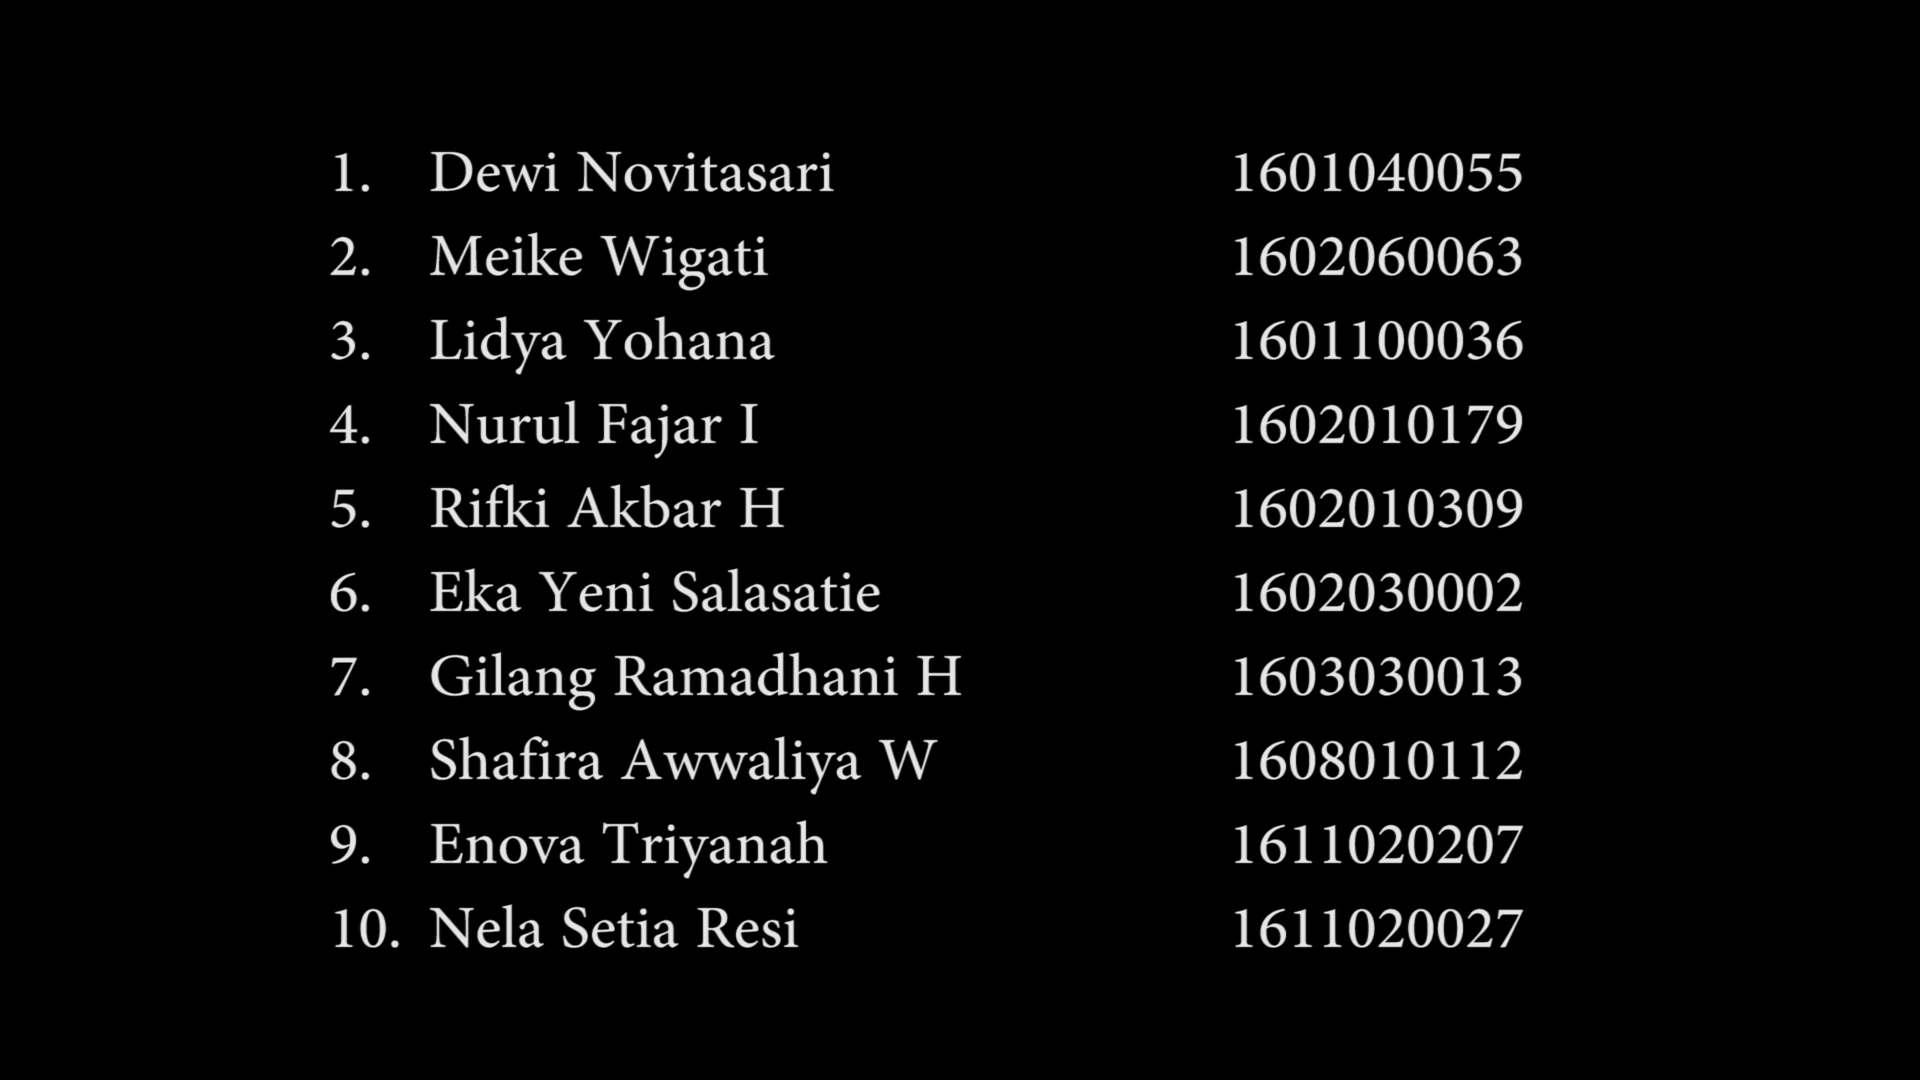 1. Dewi Novitasari 1601040055
2. Meike Wigati 1602060063
3. Lidya Yohana 1601100036
4. Nurul Fajar I 1602010179
5. Rifki Akbar H 1602010309
6. Eka Yeni Salasatie 1602030002
7. Gilang Ramadhani H 1603030013
8. Shafira Awwaliya W 1608010112
9. Enova Triyanah 1611020207
10. Nela Setia Resi 1611020027